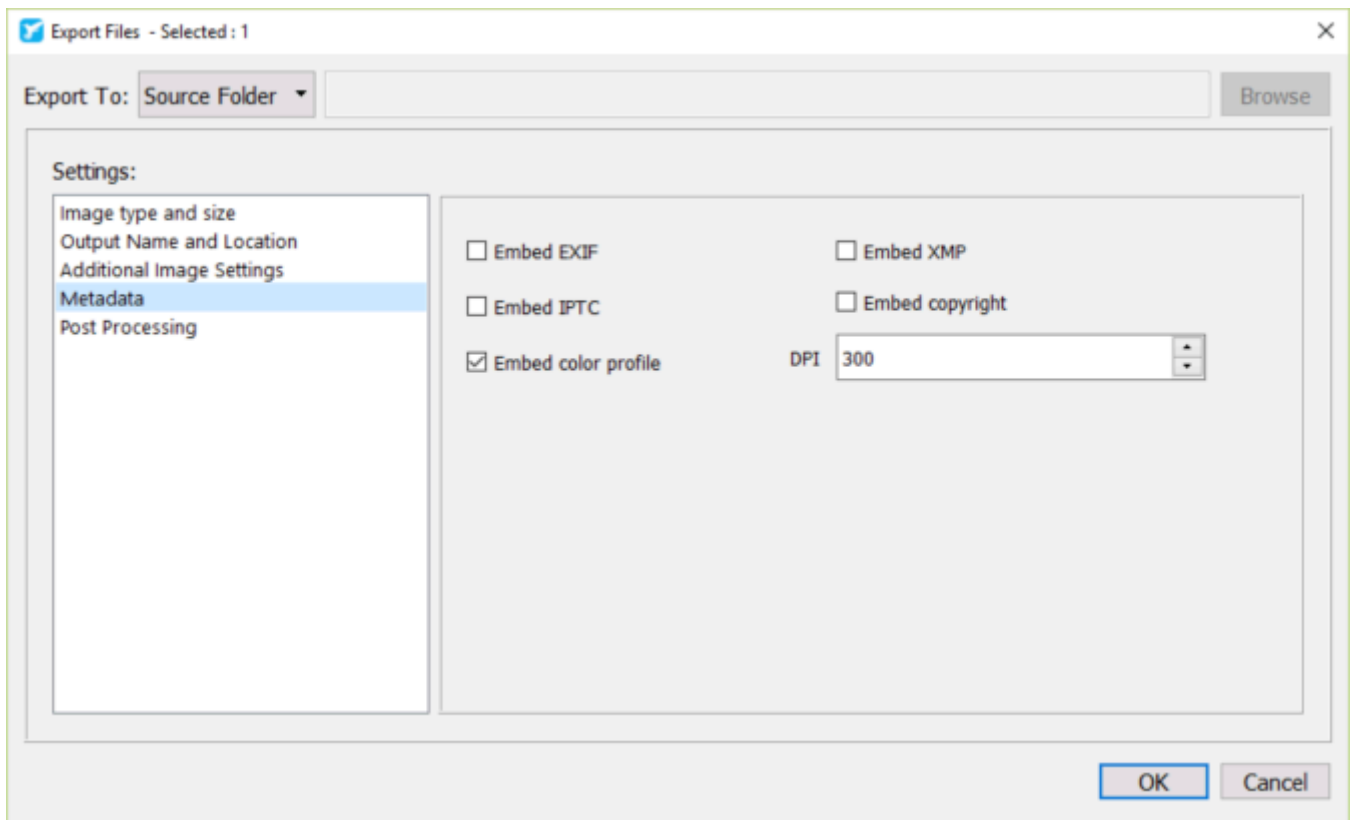 Export Files - Selected : 1
Export To: Source Folder Browse
Settings:
Image type and size
Output Name and Location
Additional Image Settings
Metadata
Post Processing
Embed EXIF Embed XMP
Embed IPTC Embed copyright
Embed color profile DPI 300
OK Cancel